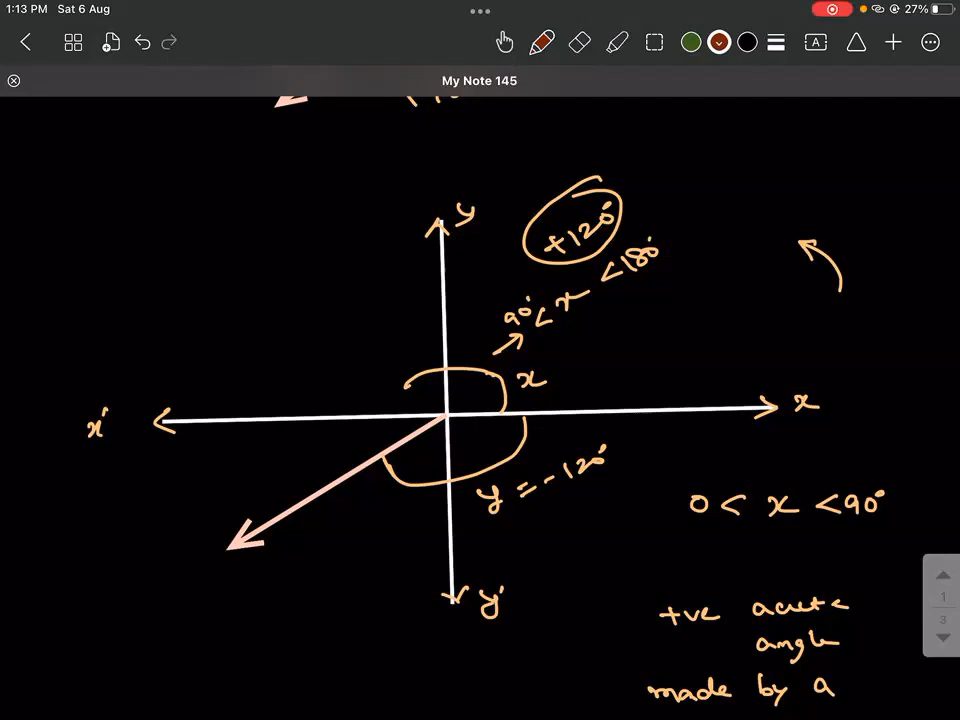 1:13 PM Sat 6 Aug
27%
A
My Note 145
y
+120°
90° < x < 180°
x
x'
x
y = -120°
0 < x < 90°
y'
+ve acute
angle
made by a
1
3